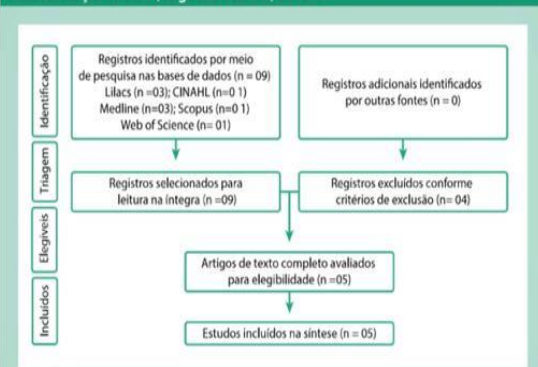 Identificação
Registros identificados por meio
de pesquisa nas bases de dados (n = 09)
Lilacs (n =03); CINAHL (n=0 1)
Medline (n=03); Scopus (n=0 1)
Web of Science (n= 01)
Registros adicionais identificados
por outras fontes (n = 0)
Triagem
Registros selecionados para
leitura na íntegra (n =09)
Registros excluídos conforme
critérios de exclusão (n= 04)
Elegíveis
Artigos de texto completo avaliados
para elegibilidade (n =05)
Incluídos
Estudos incluídos na síntese (n = 05)